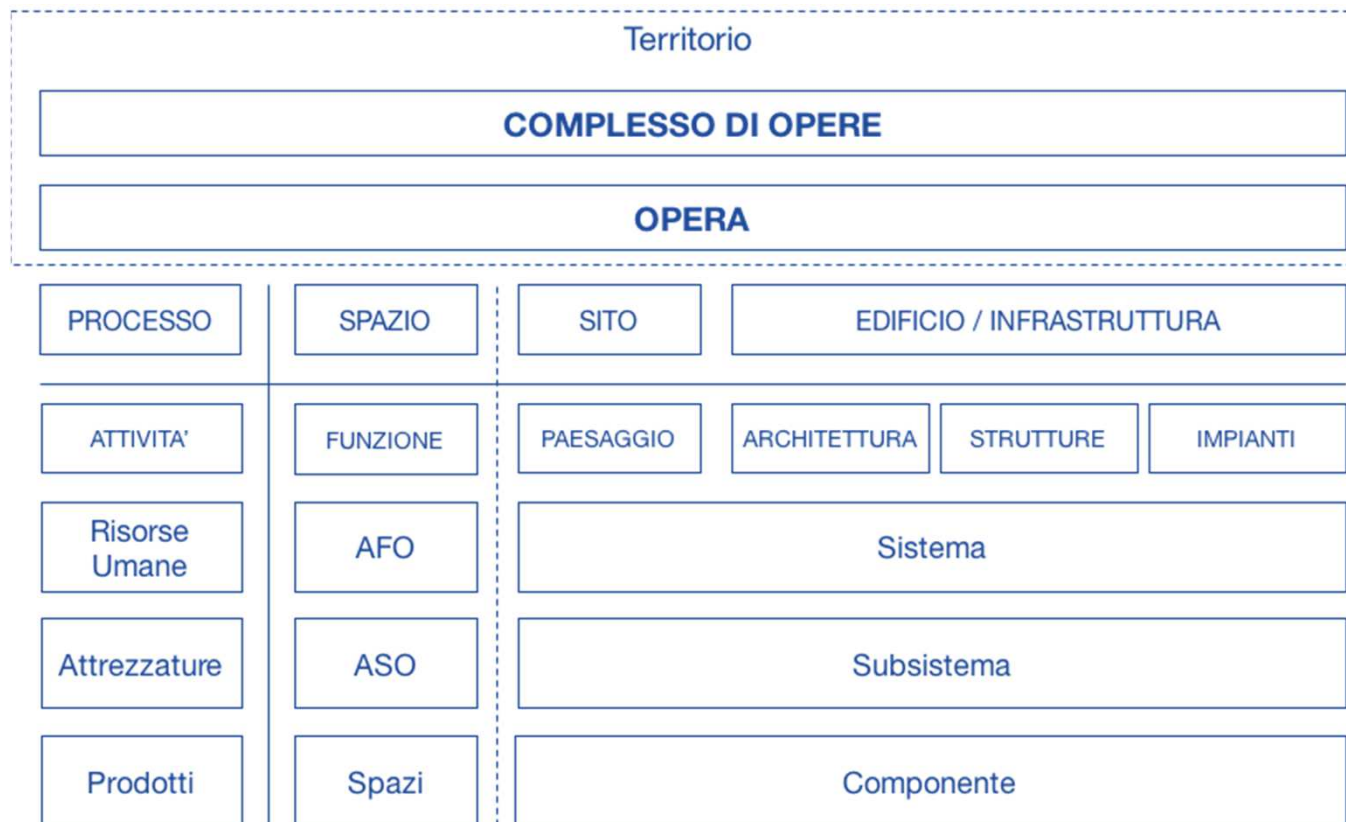 Territorio
COMPLESSO DI OPERE
OPERA
PROCESSO
SPAZIO
SITO
EDIFICIO / INFRASTRUTTURA
ATTIVITA'
FUNZIONE
PAESAGGIO
ARCHITETTURA
STRUTTURE
IMPIANTI
Risorse
Umane
AFO
Sistema
Attrezzature
ASO
Subsistema
Prodotti
Spazi
Componente